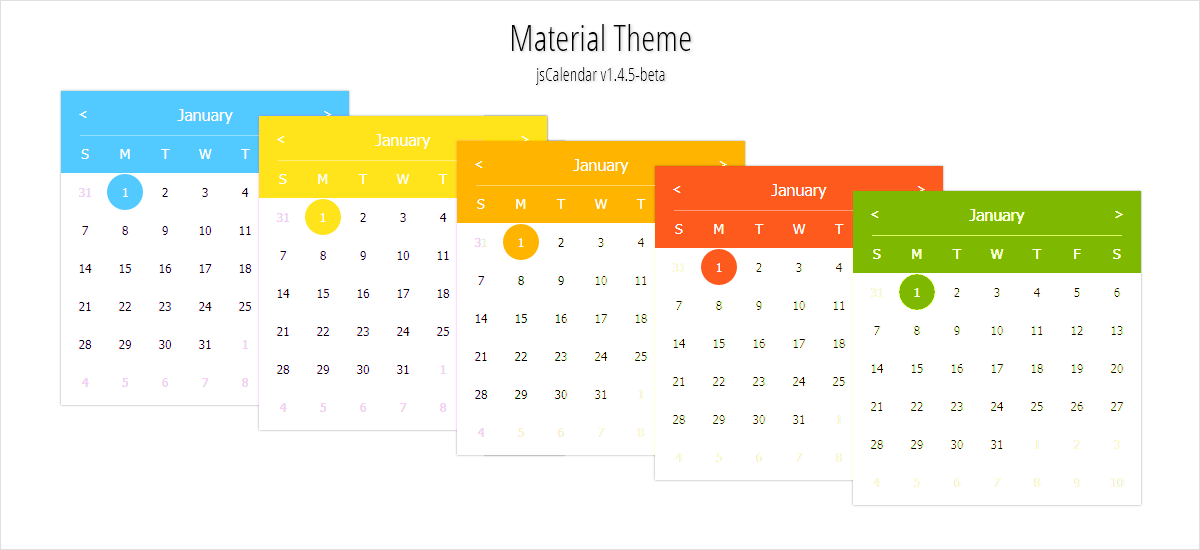 Material Theme
jsCalendar v1.4.5-beta
< January >
S M T W T
31 1 2 3 4
7 8 9 10 11
14 15 16 17 18
21 22 23 24 25
28 29 30 31 1
4 5 6 7 8
< January >
S M T W T
31 1 2 3 4
7 8 9 10 11
14 15 16 17 18
21 22 23 24 25
28 29 30 31 1
4 5 6 7 8
< January >
S M T W T
31 1 2 3 4
7 8 9 10 11
14 15 16 17 18
21 22 23 24 25
28 29 30 31 1
4 5 6 7 8
< January >
S M T W T
31 1 2 3 4
7 8 9 10 11
14 15 16 17 18
21 22 23 24 25
28 29 30 31 1
4 5 6 7 8
< January >
S M T W T F S
31 1 2 3 4 5 6
7 8 9 10 11 12 13
14 15 16 17 18 19 20
21 22 23 24 25 26 27
28 29 30 31 1 2 3
4 5 6 7 8 9 10